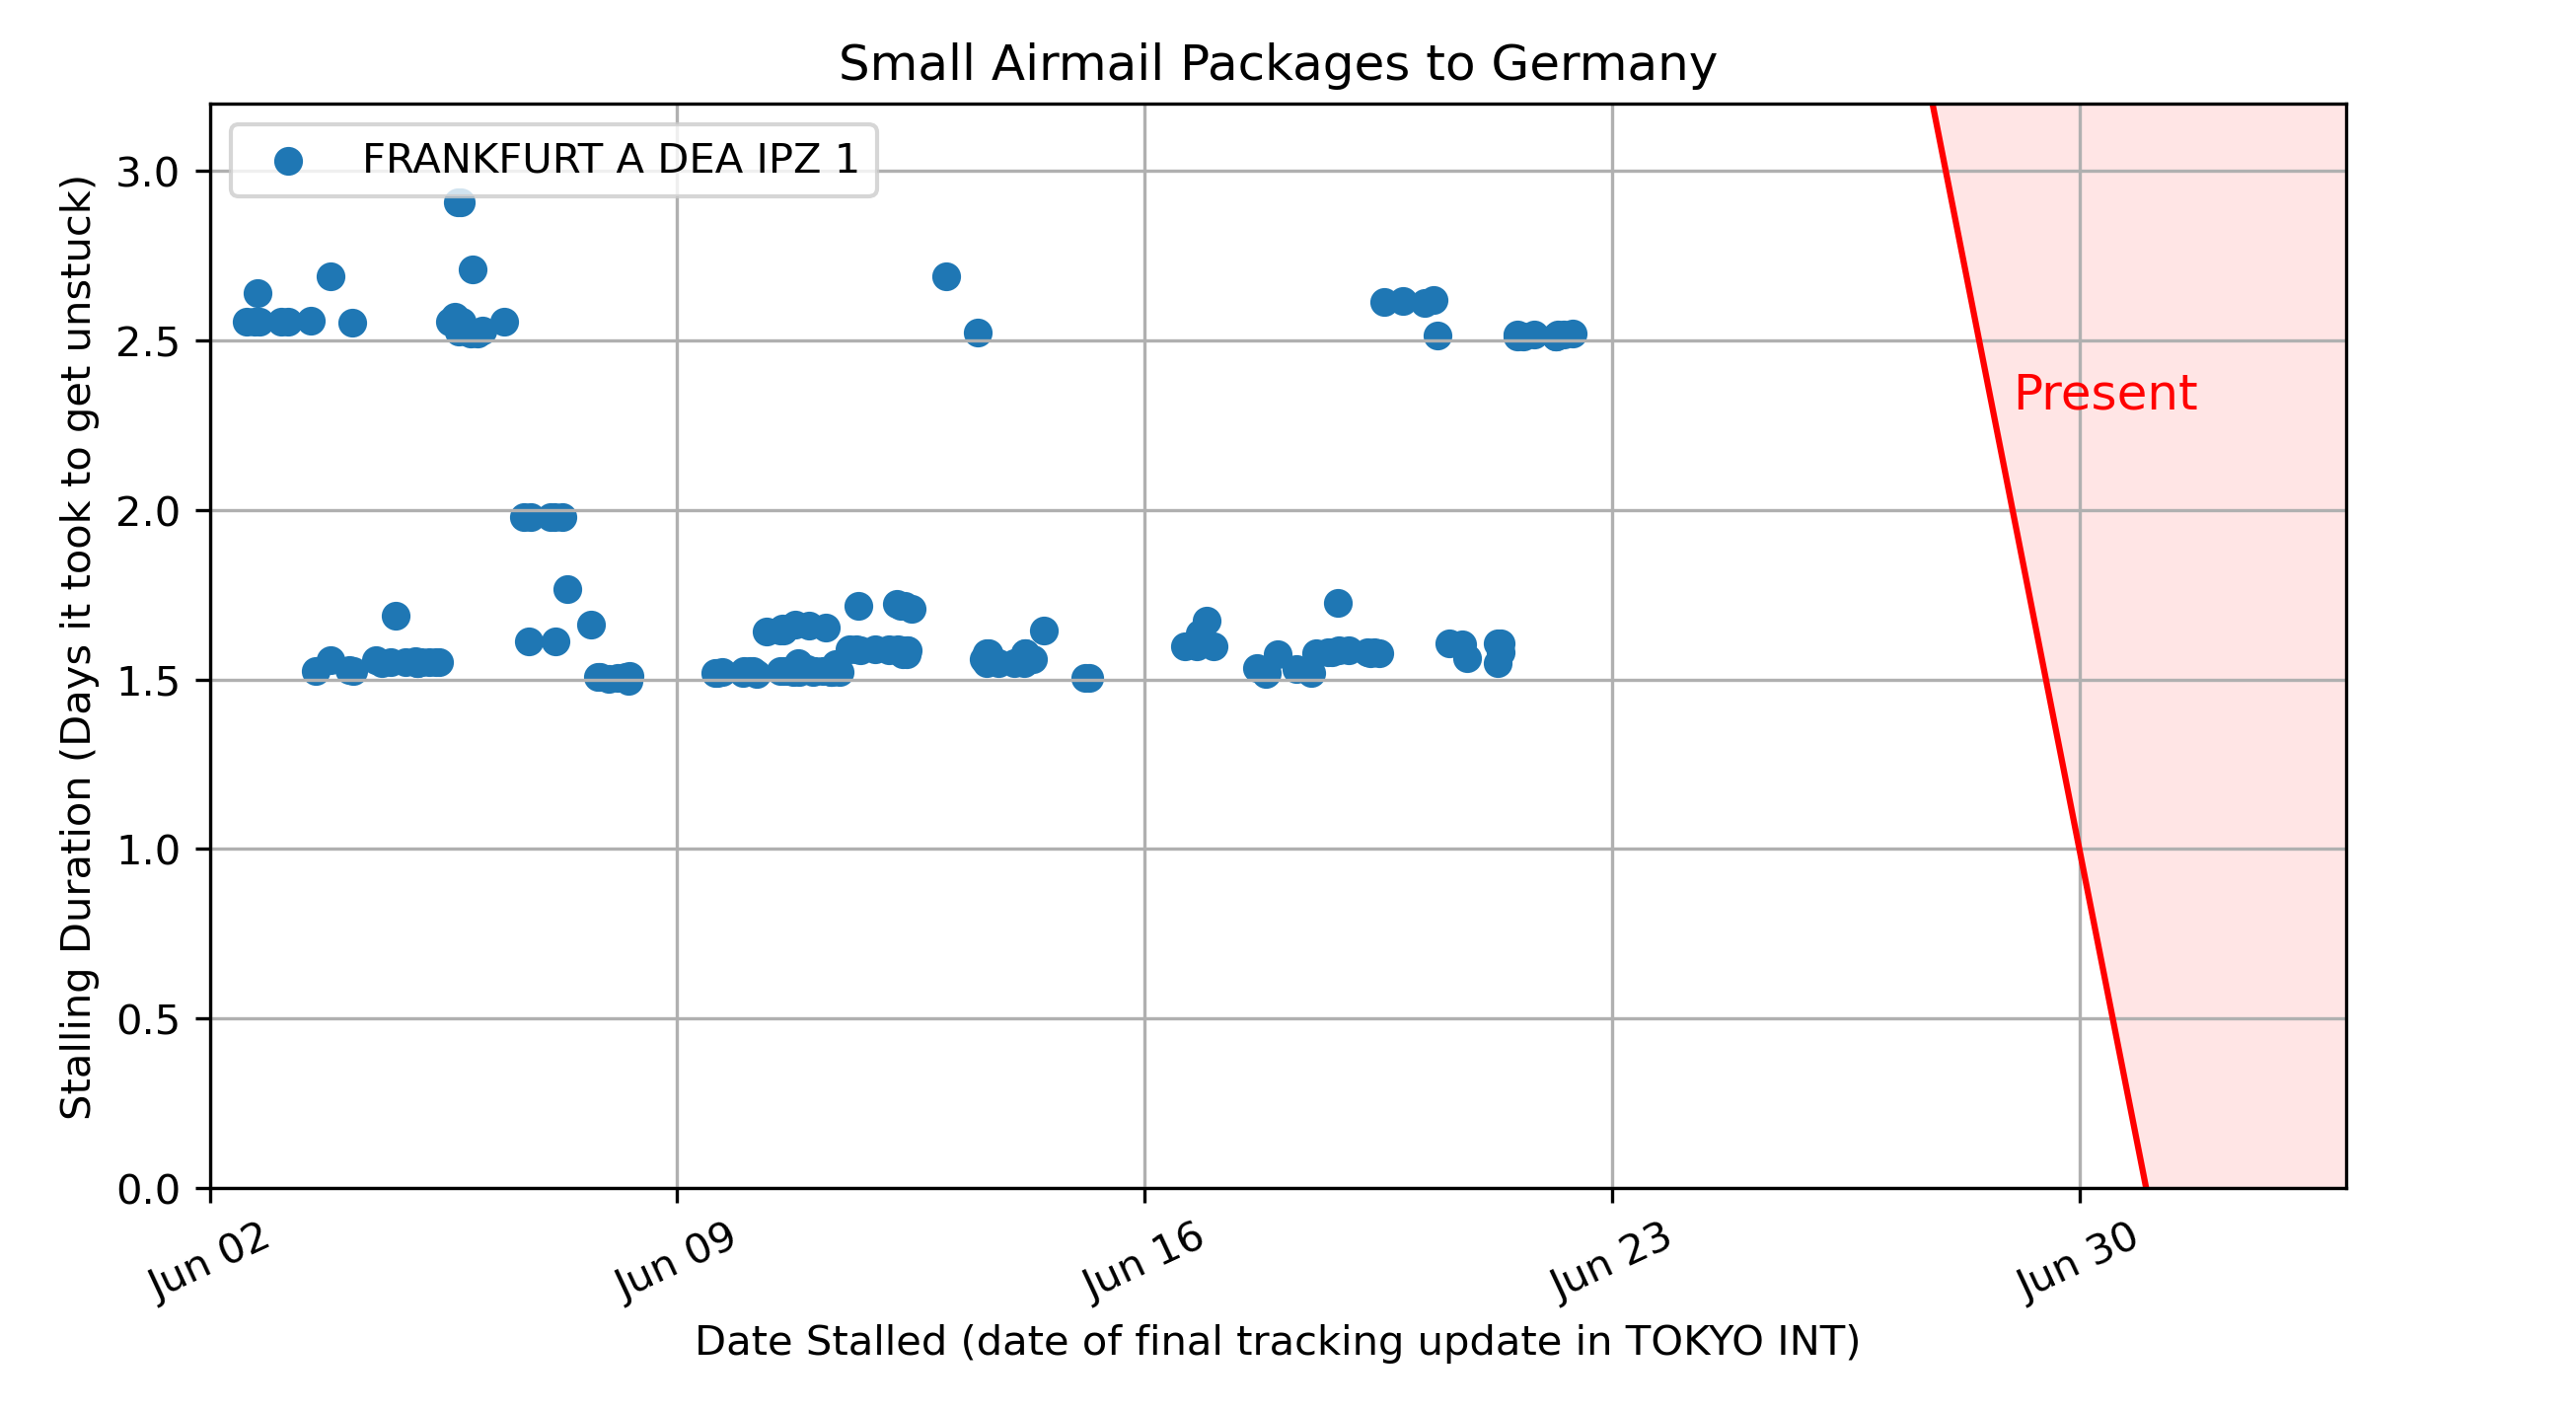 Small Airmail Packages to Germany
FRANKFURT A DEA IPZ 1
Stalling Duration (Days it took to get unstuck)
3.0
2.5
2.0
1.5
1.0
0.5
0.0
Present
Jun 02
Jun 09
Jun 16
Jun 23
Jun 30
Date Stalled (date of final tracking update in TOKYO INT)